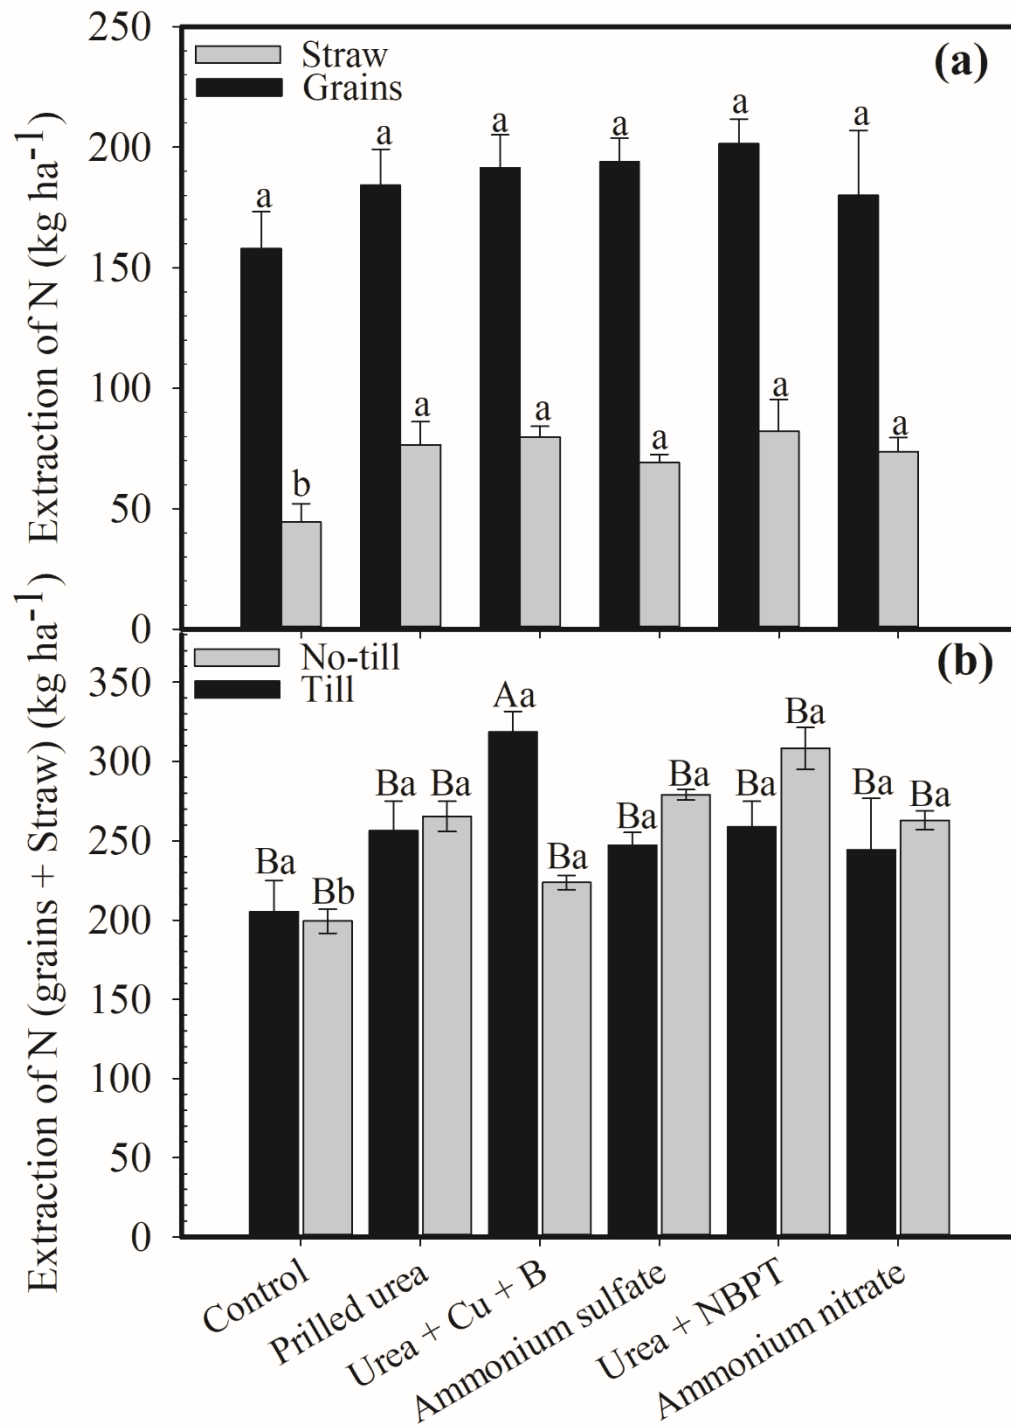 Extraction of N (kg ha-1)
250
200
150
100
50
0
Straw
Grains
(a)
a
a
a
a
a
a
b
a
a
a
a
a
Extraction of N (grains + Straw) (kg ha-1)
350
300
250
200
150
100
50
0
No-till
Till
(b)
Ba
Bb
Ba
Ba
Aa
Ba
Ba
Ba
Ba
Ba
Ba
Ba
Control
Prilled urea
Urea + Cu + B
Ammonium sulfate
Urea + NBPT
Ammonium nitrate